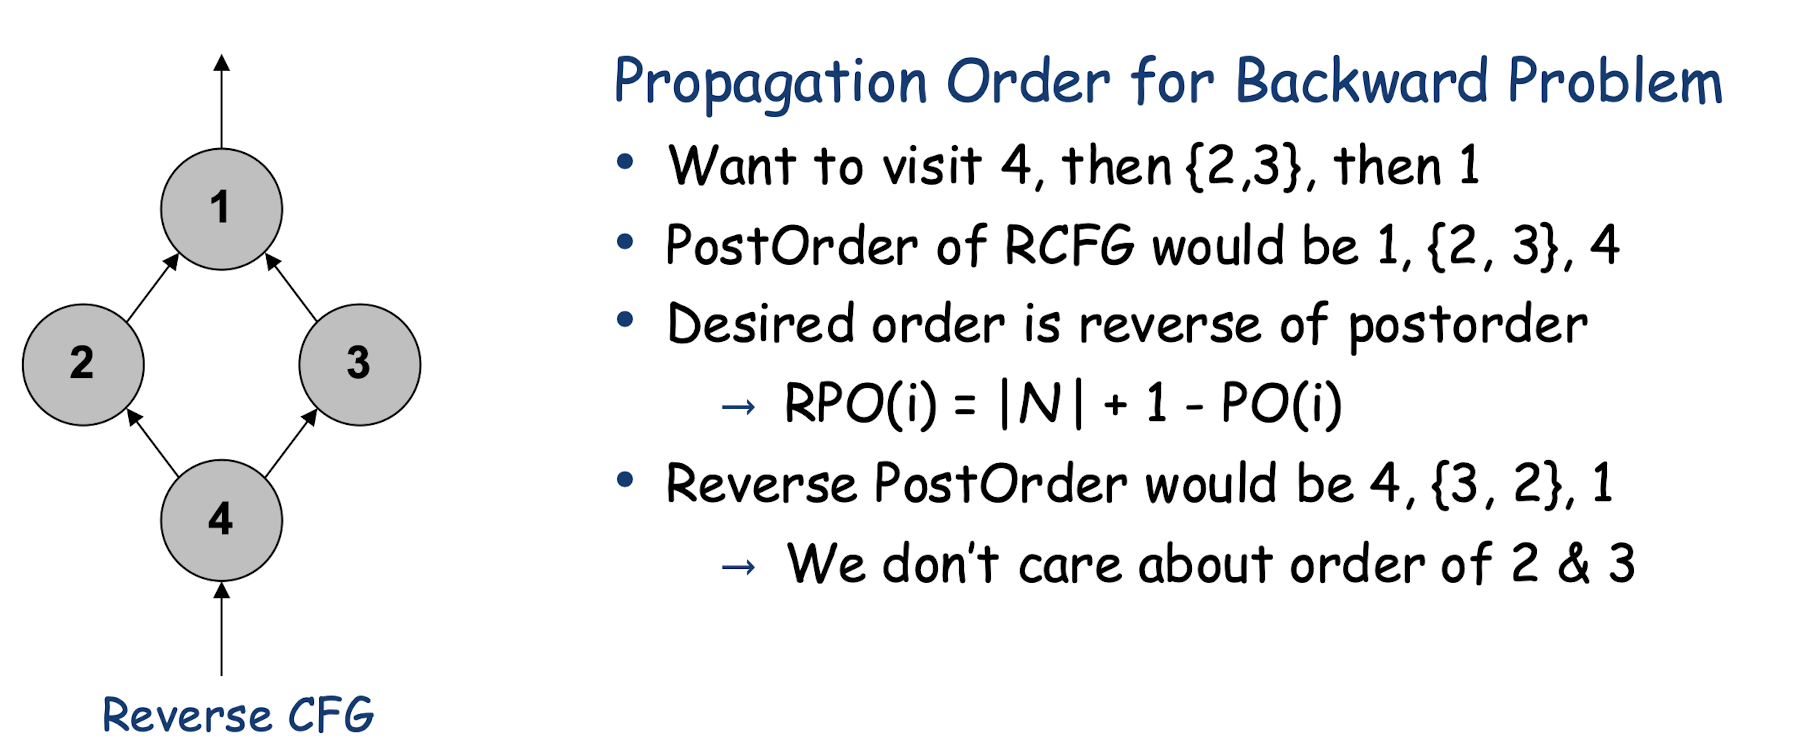 Propagation Order for Backward Problem
• Want to visit 4, then {2,3}, then 1
• PostOrder of RCFG would be 1, {2, 3}, 4
• Desired order is reverse of postorder
→ RPO(i) = |N| + 1 - PO(i)
• Reverse PostOrder would be 4, {3, 2}, 1
→ We don't care about order of 2 & 3
1
2 3
4
Reverse CFG